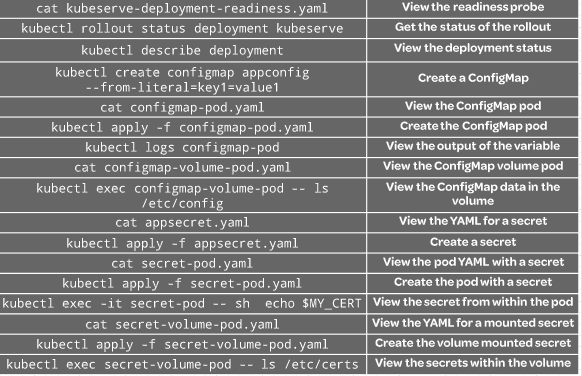 cat kubeserve-deployment-readiness.yaml View the readiness probe
kubectl rollout status deployment kubeserve Get the status of the rollout
kubectl describe deployment View the deployment status
kubectl create configmap appconfig
--from-literal=key1=value1 Create a ConfigMap
cat configmap-pod.yaml View the ConfigMap pod
kubectl apply -f configmap-pod.yaml Create the ConfigMap pod
kubectl logs configmap-pod View the output of the variable
cat configmap-volume-pod.yaml View the ConfigMap volume pod
kubectl exec configmap-volume-pod -- ls View the ConfigMap data in the
/etc/config volume
cat appsecret.yaml View the YAML for a secret
kubectl apply -f appsecret.yaml Create a secret
cat secret-pod.yaml View the pod YAML with a secret
kubectl apply -f secret-pod.yaml Create the pod with a secret
kubectl exec -it secret-pod -- sh echo $MY_CERT View the secret from within the pod
cat secret-volume-pod.yaml View the YAML for a mounted secret
kubectl apply -f secret-volume-pod.yaml Create the volume mounted secret
kubectl exec secret-volume-pod -- ls /etc/certs View the secrets within the volume